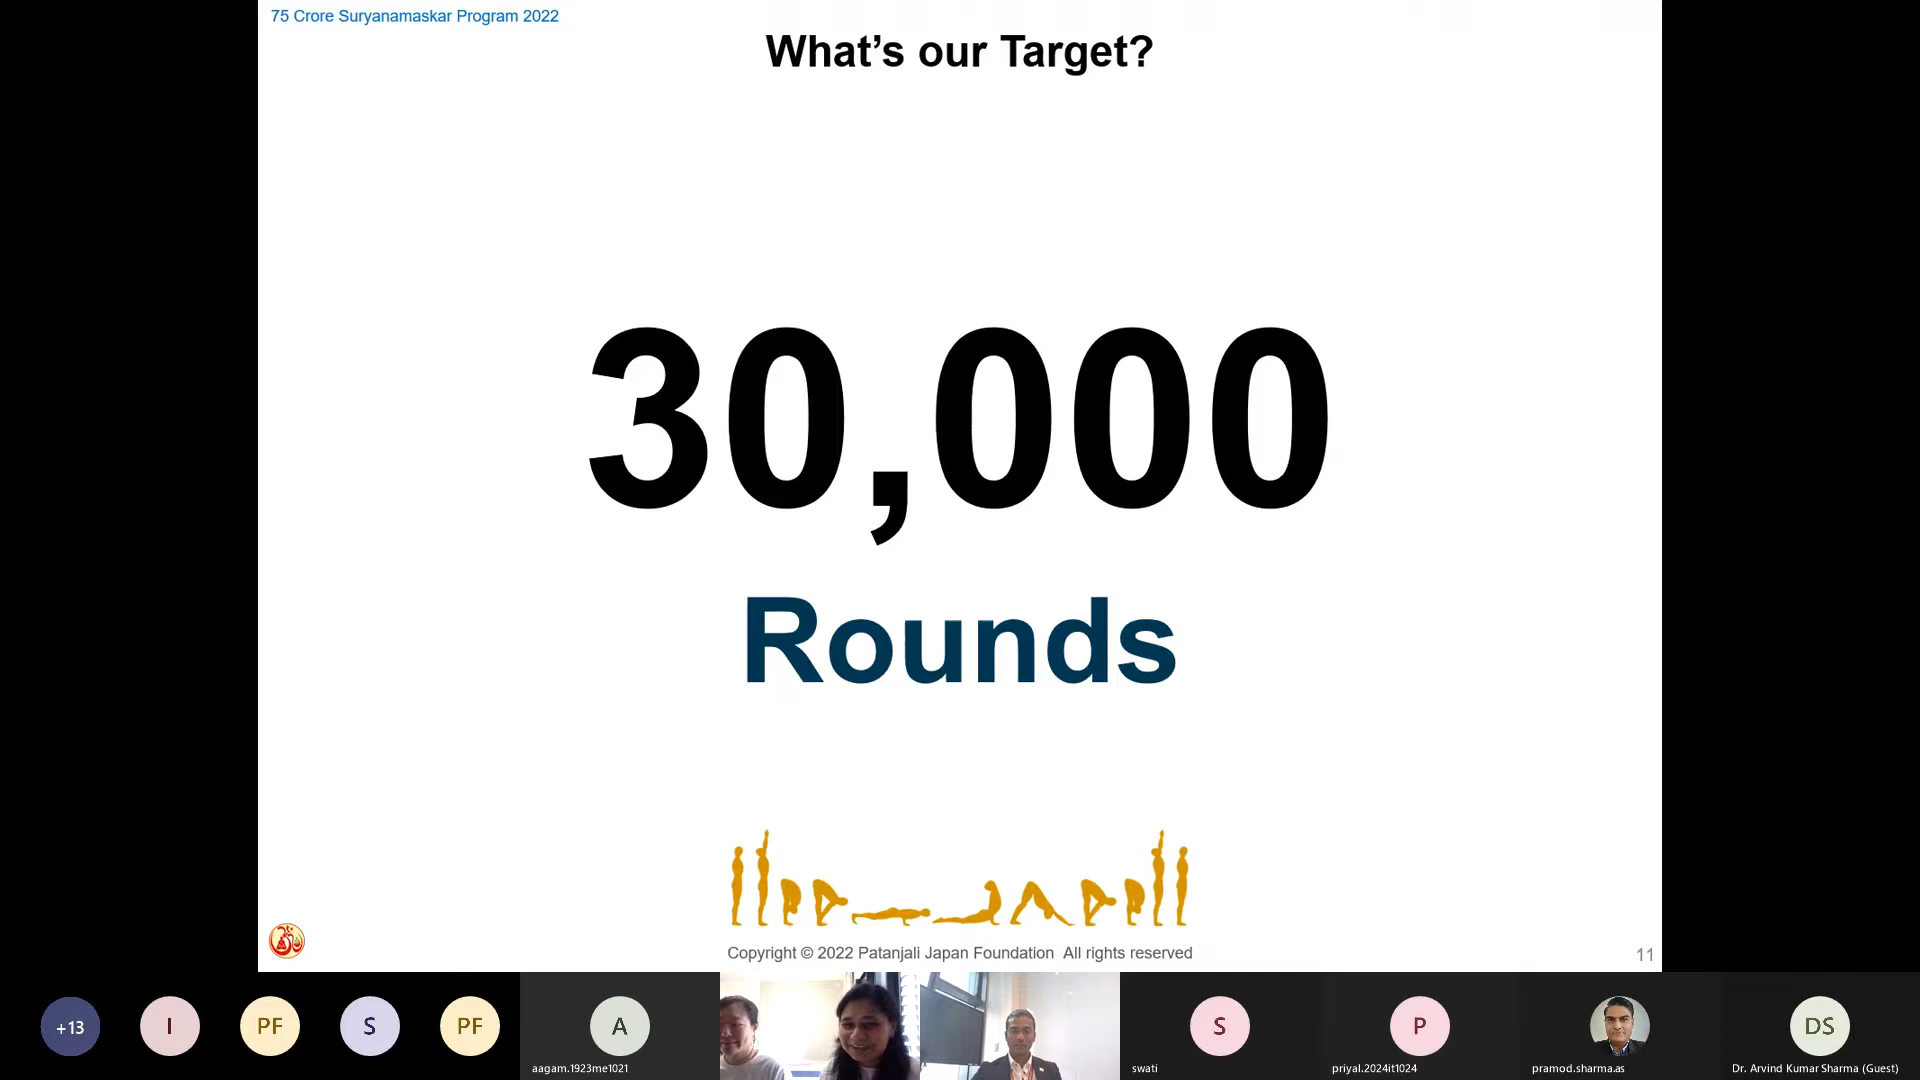 75 Crore Suryanamaskar Program 2022
What’s our Target?
30,000
Rounds
Copyright © 2022 Patanjali Japan Foundation All rights reserved
11
+13
I
PF
S
PF
A
S
P
DS
aagam.1923me1021
swati
priyal.2024it1024
pramod.sharma.as
Dr. Arvind Kumar Sharma (Guest)